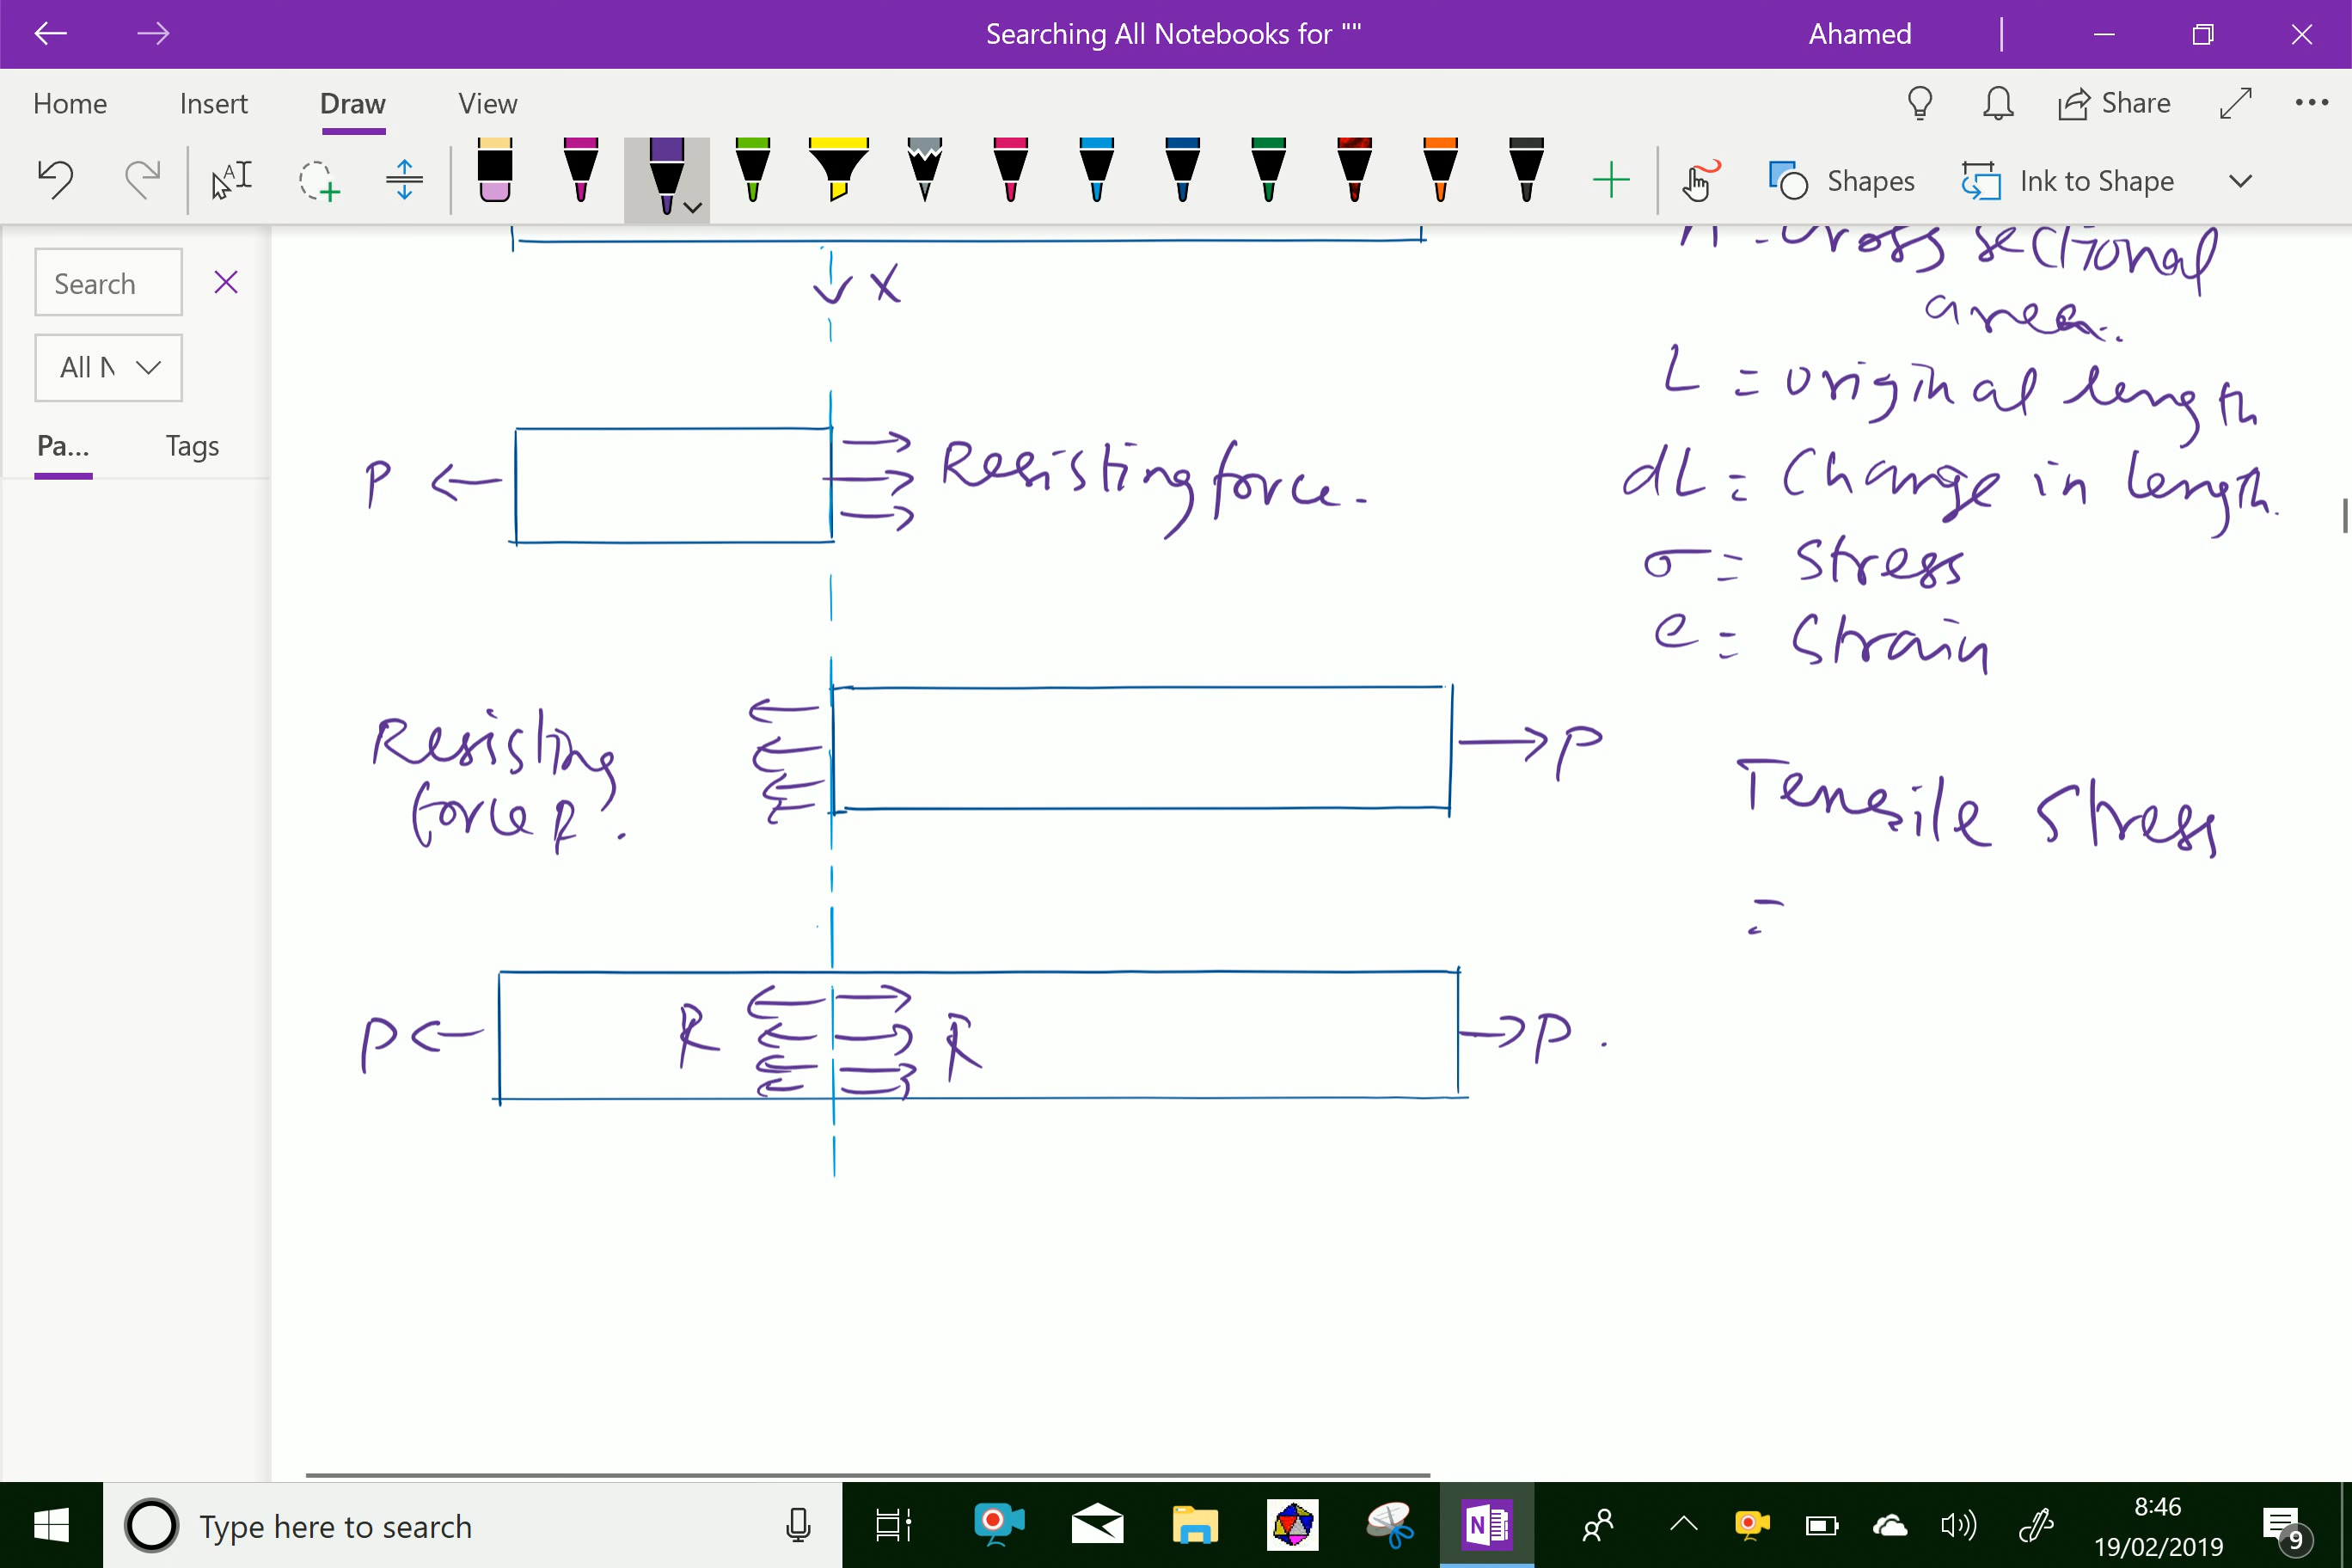 Searching All Notebooks for ""
Ahamed
Home Insert Draw View
Share
Shapes
Ink to Shape
Search
All N
Pa... Tags
X
P
Resisting force.
Resisting
force R.
P
P
R
R
P.
Cross sectional
area.
L = original length
dL = Change in length.
σ = Stress
e = Strain
Tensile Stress
=
Type here to search
8:46
19/02/2019
9